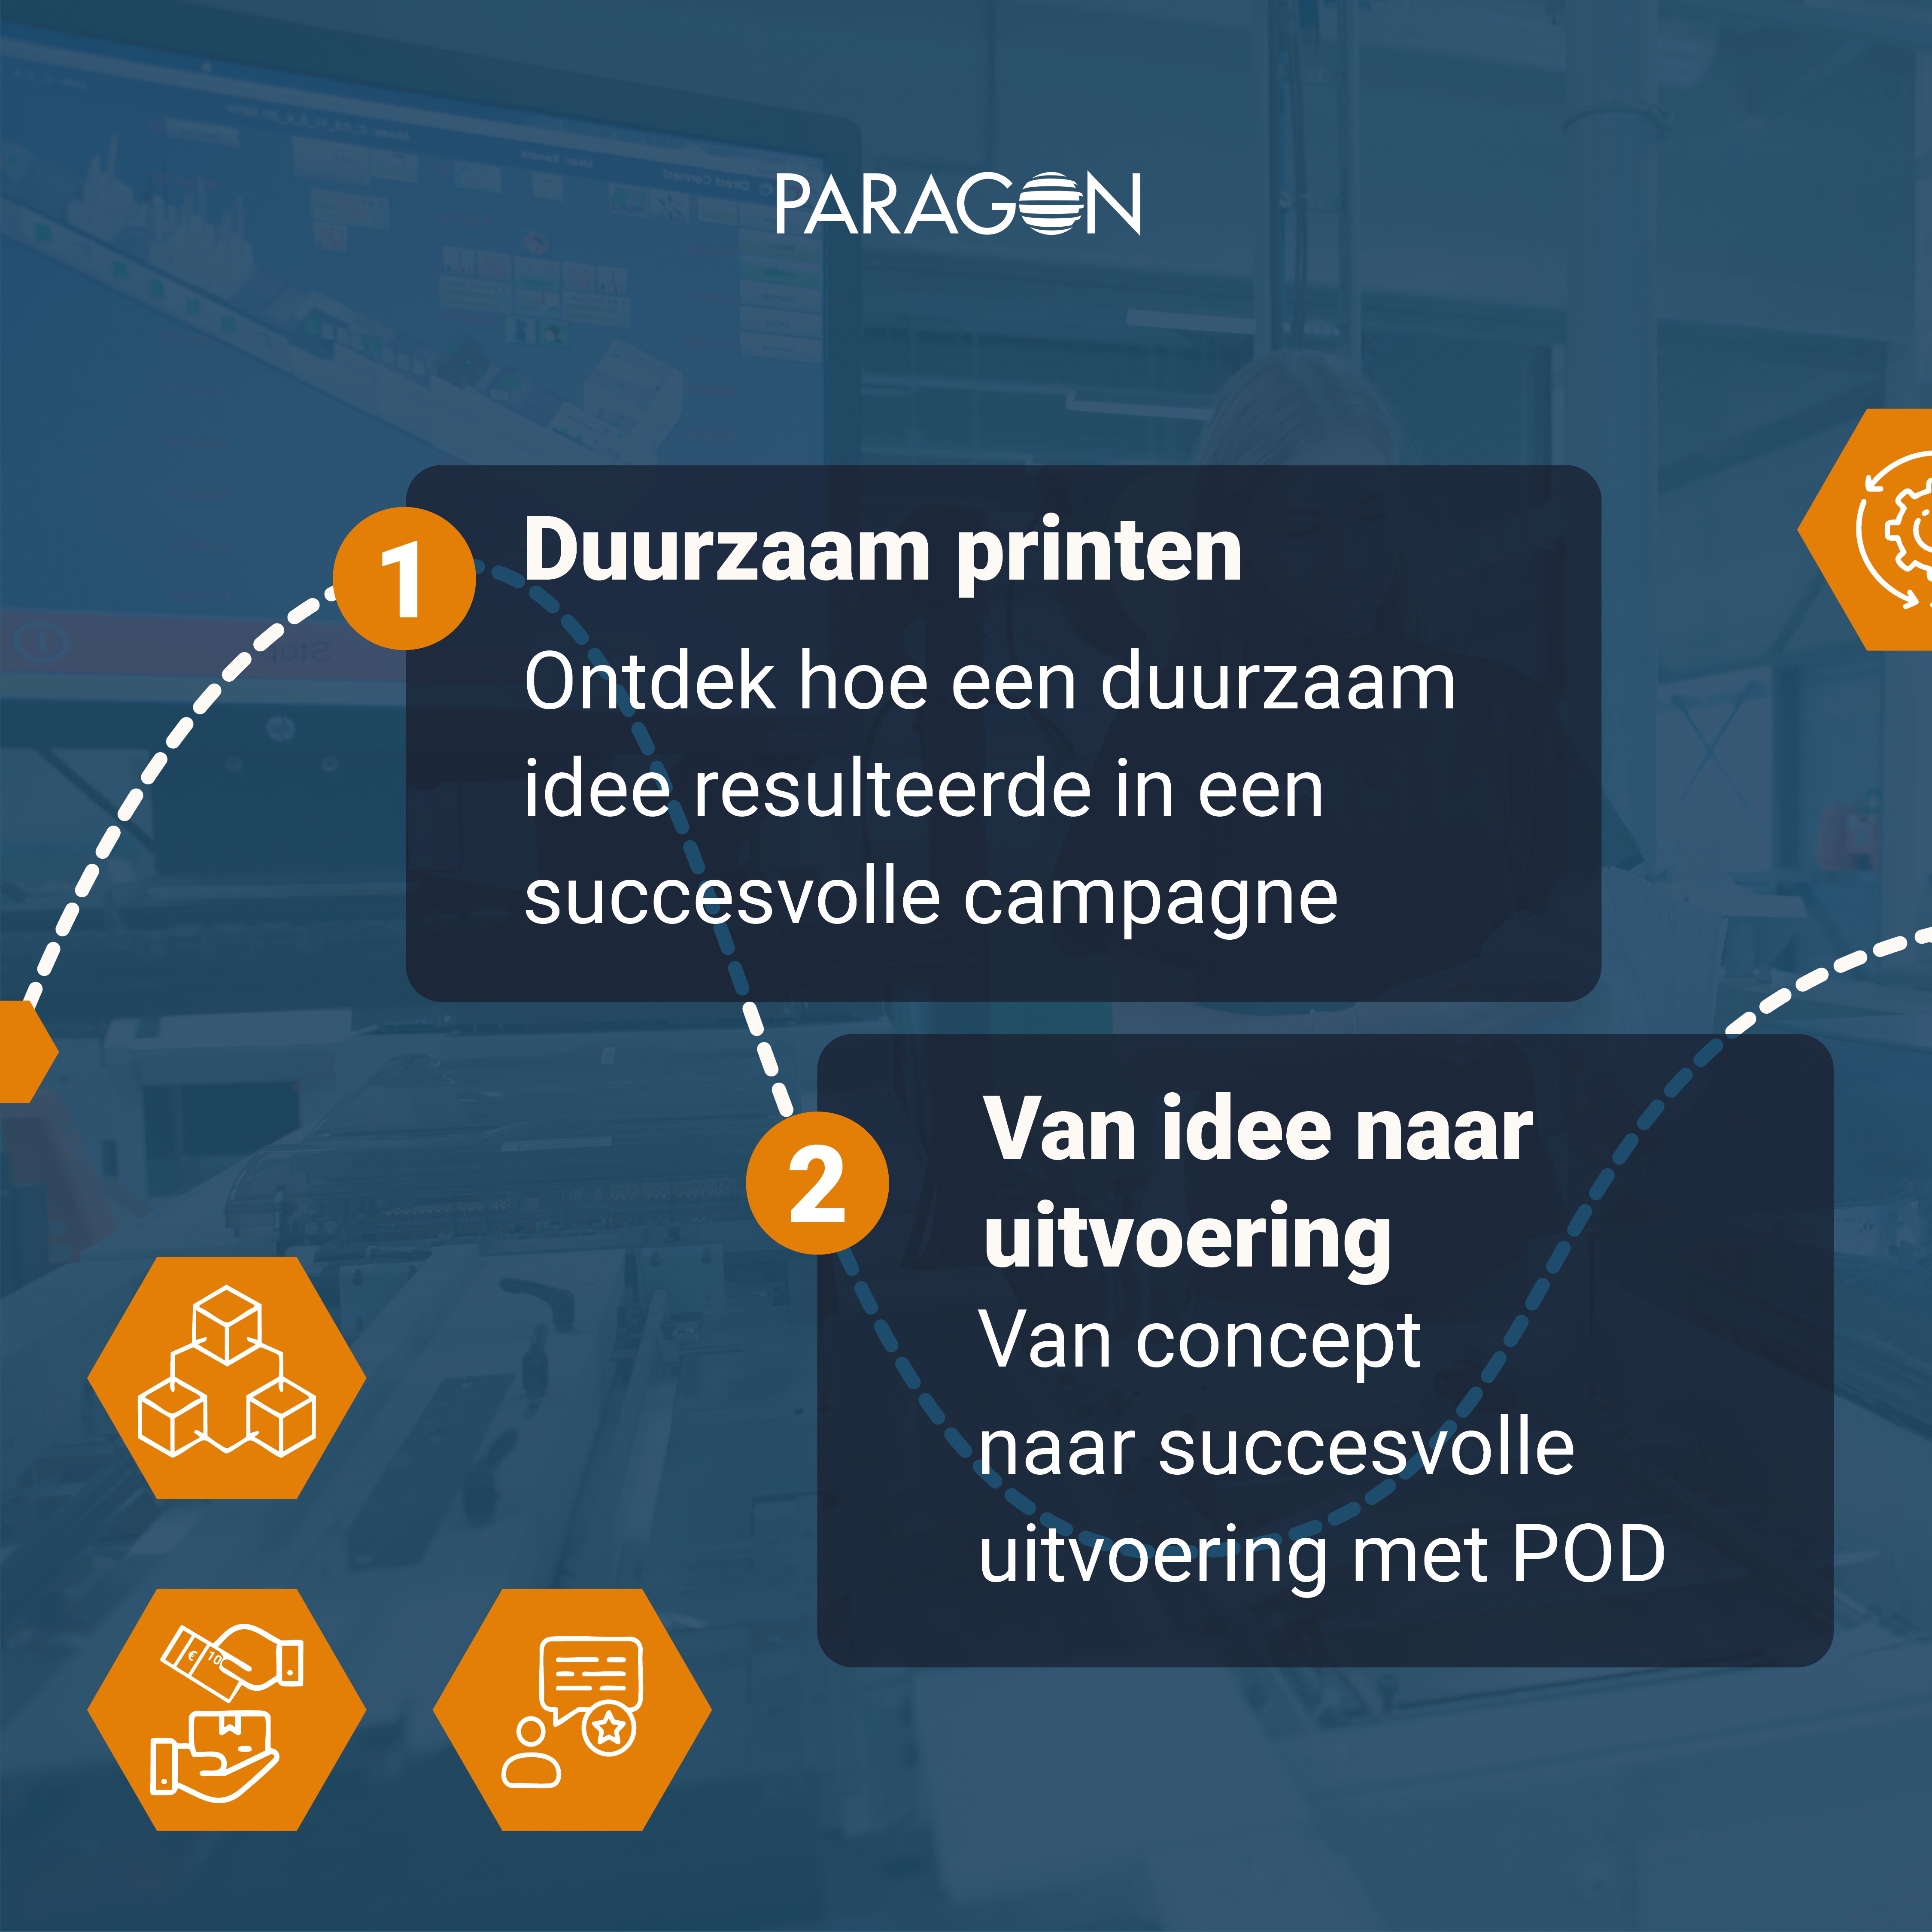 PARAGON
1
Duurzaam printen
Ontdek hoe een duurzaam
idee resulteerde in een
succesvolle campagne
2
Van idee naar
uitvoering
Van concept
naar succesvolle
uitvoering met POD
€ 10